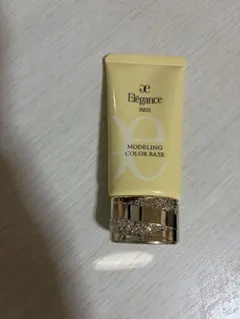 æ
Elégance
PARIS
æ
MODELING
COLOR BASE